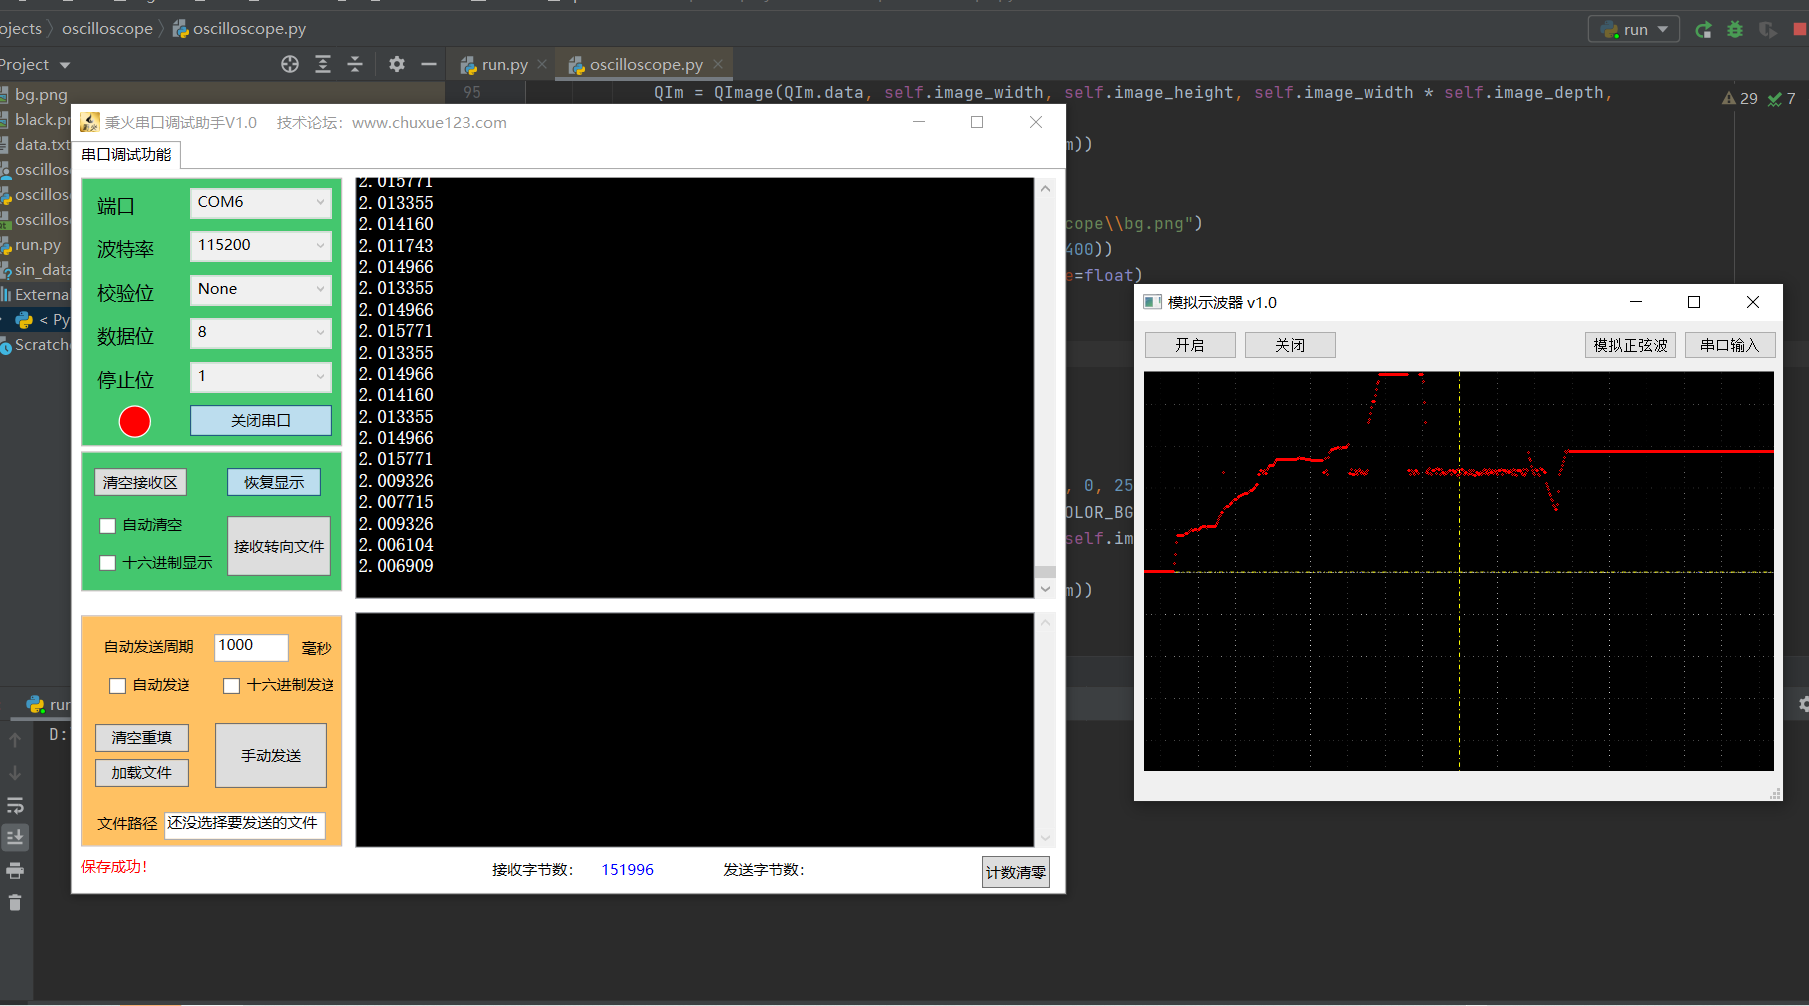 ojects
oscilloscope
oscilloscope.py
run
Project
run.py
oscilloscope.py
bg.png
black.pr
data.txt
oscillos
oscillos
oscillos
run.py
sin_data
External
< Py
Scratche
95
QIm = QImage(QIm.data, self.image_width, self.image_height, self.image_width * self.image_depth,
29
7
m))
cope\\bg.png")
400))
e=float)
, 0, 25
OLOR_BG
self.im
m))
秉火串口调试助手V1.0 技术论坛：www.chuxue123.com
串口调试功能
端口
COM6
波特率
115200
校验位
None
数据位
8
停止位
1
关闭串口
清空接收区
恢复显示
自动清空
十六进制显示
接收转向文件
2.015771
2.013355
2.014160
2.011743
2.014966
2.013355
2.014966
2.015771
2.013355
2.014966
2.014160
2.013355
2.014966
2.015771
2.009326
2.007715
2.009326
2.006104
2.006909
自动发送周期
1000
毫秒
自动发送
十六进制发送
清空重填
加载文件
手动发送
文件路径
还没选择要发送的文件
保存成功!
接收字节数：
151996
发送字节数：
计数清零
模拟示波器 v1.0
开启
关闭
模拟正弦波
串口输入
run
D: